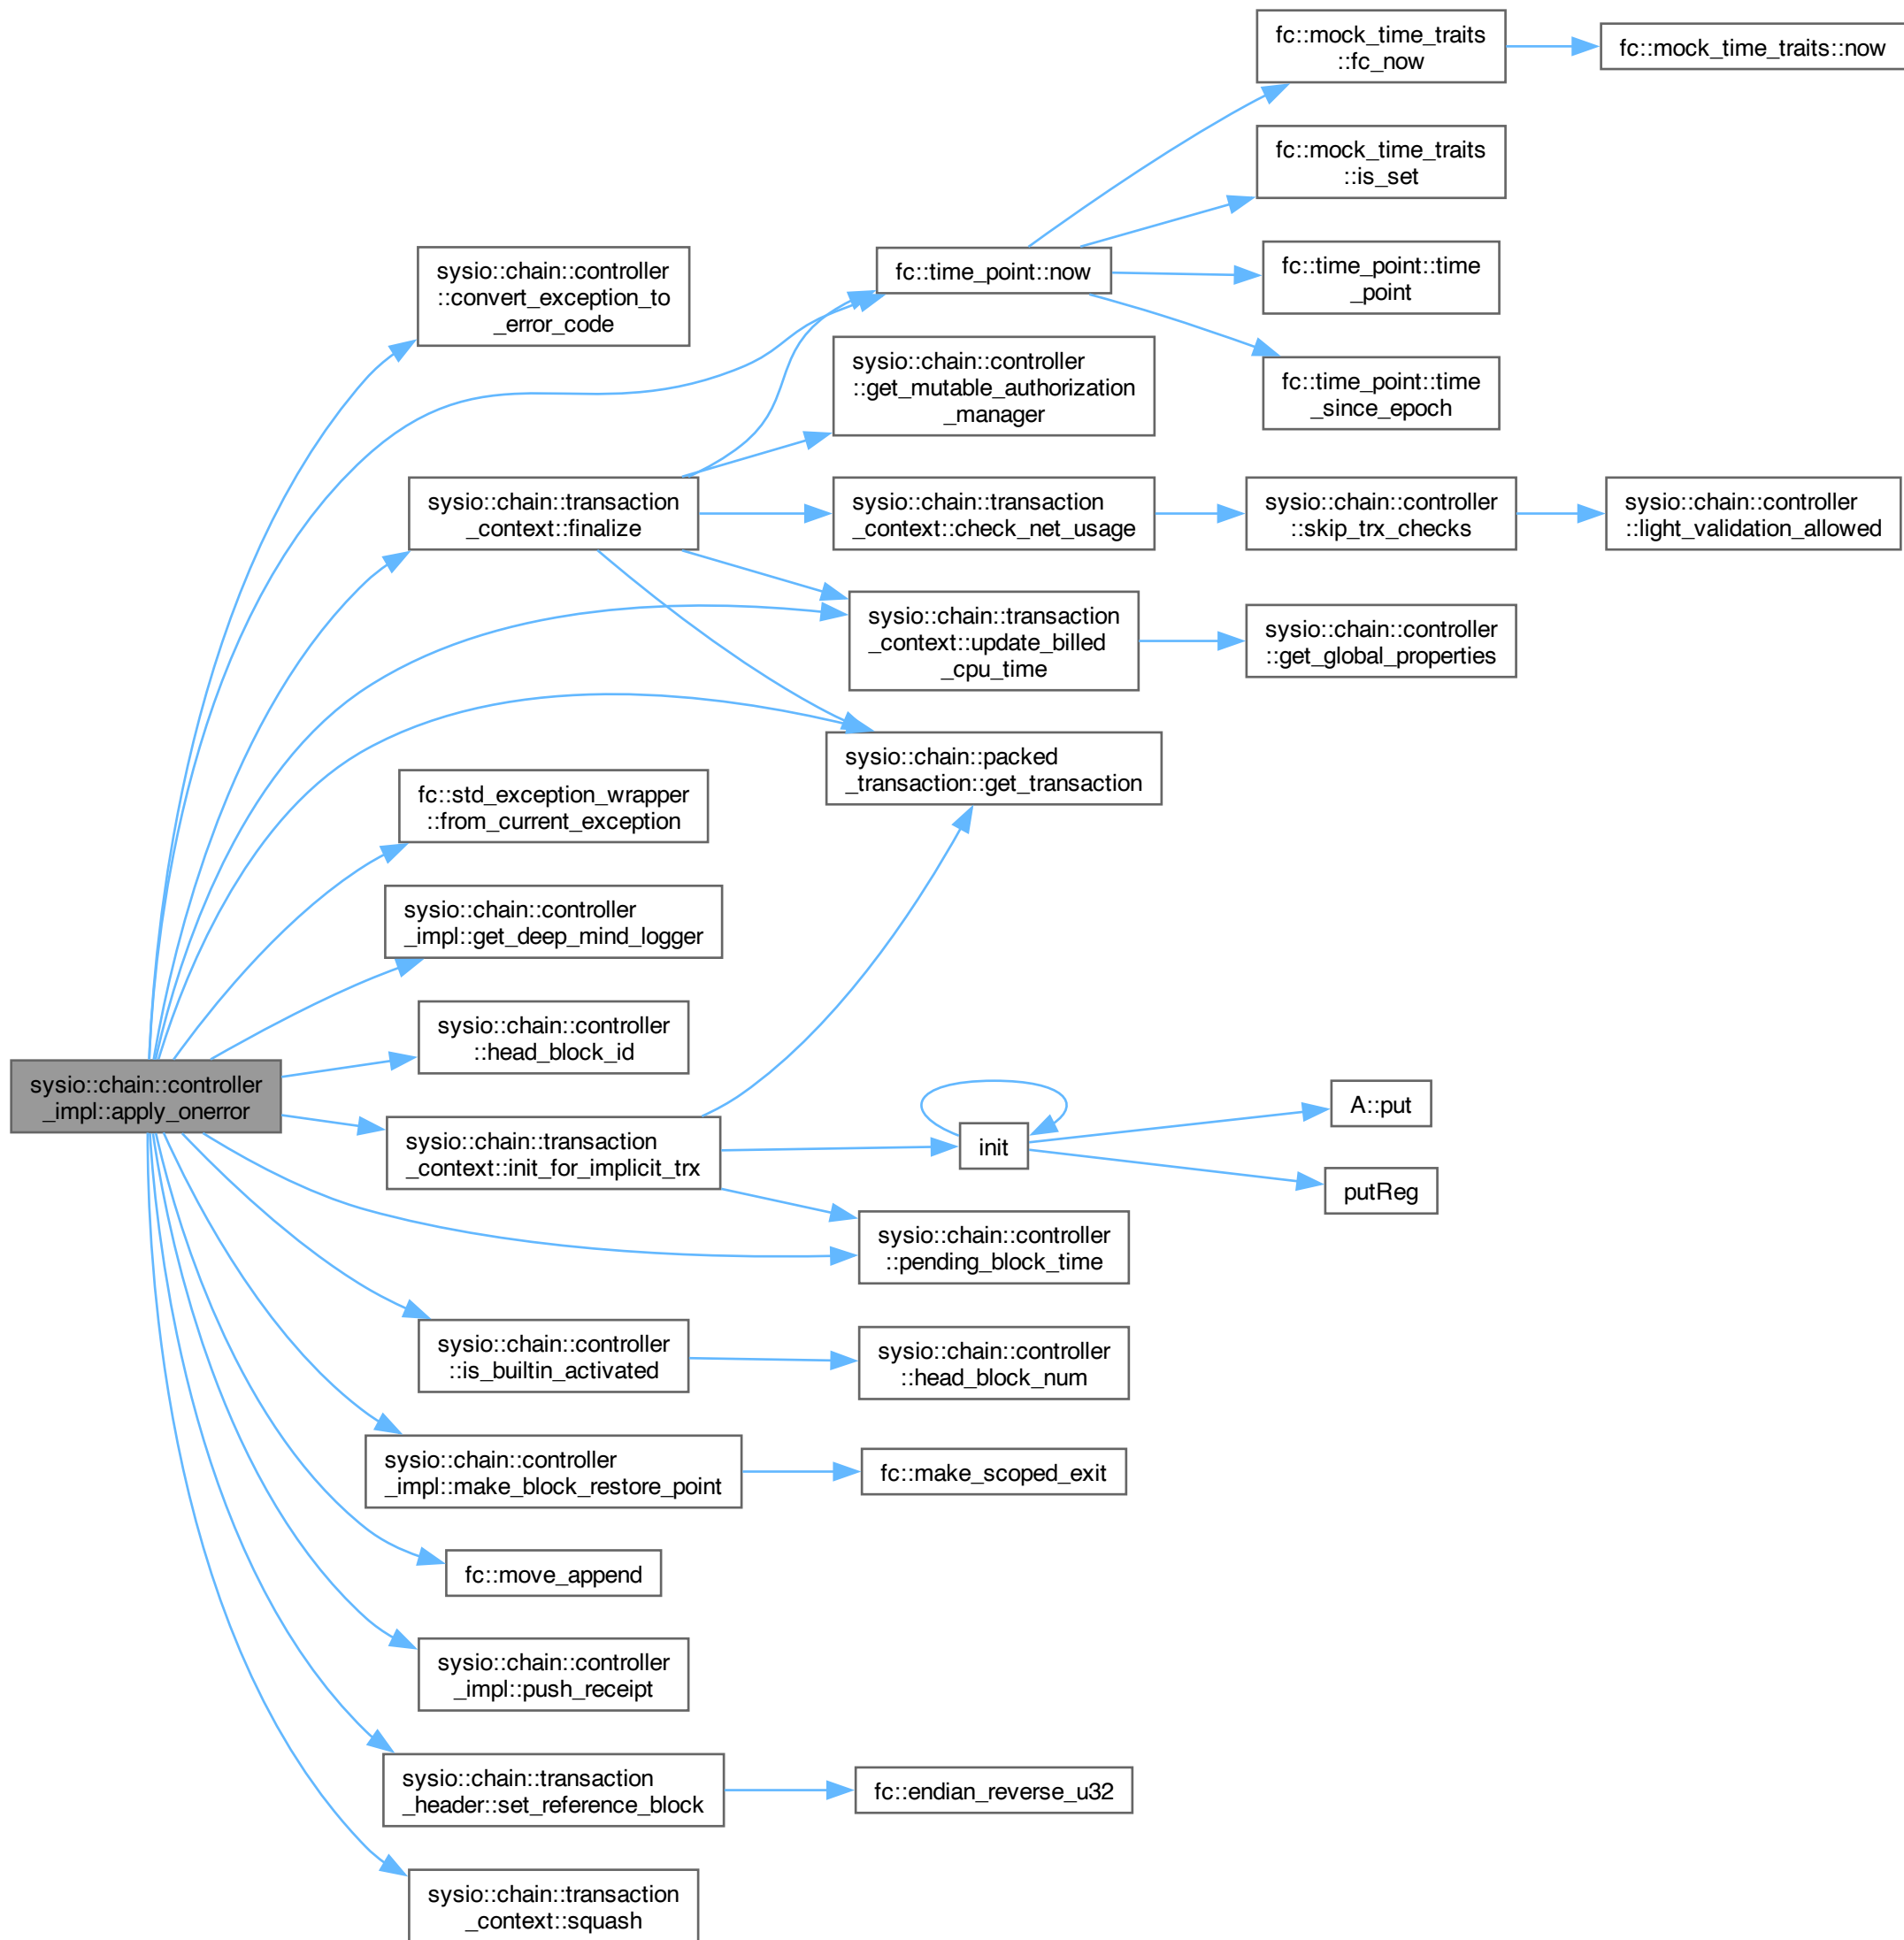 fc::mock_time_traits
::fc_now
fc::mock_time_traits::now
fc::mock_time_traits
::is_set
sysio::chain::controller
::convert_exception_to
_error_code
fc::time_point::now
fc::time_point::time
_point
sysio::chain::controller
::get_mutable_authorization
_manager
fc::time_point::time
_since_epoch
sysio::chain::transaction
_context::finalize
sysio::chain::transaction
_context::check_net_usage
sysio::chain::controller
::skip_trx_checks
sysio::chain::controller
::light_validation_allowed
sysio::chain::transaction
_context::update_billed
_cpu_time
sysio::chain::controller
::get_global_properties
sysio::chain::packed
_transaction::get_transaction
fc::std_exception_wrapper
::from_current_exception
sysio::chain::controller
_impl::get_deep_mind_logger
sysio::chain::controller
::head_block_id
sysio::chain::controller
_impl::apply_onerror
sysio::chain::transaction
_context::init_for_implicit_trx
init
A::put
putReg
sysio::chain::controller
::pending_block_time
sysio::chain::controller
::is_builtin_activated
sysio::chain::controller
::head_block_num
sysio::chain::controller
_impl::make_block_restore_point
fc::make_scoped_exit
fc::move_append
sysio::chain::controller
_impl::push_receipt
sysio::chain::transaction
_header::set_reference_block
fc::endian_reverse_u32
sysio::chain::transaction
_context::squash